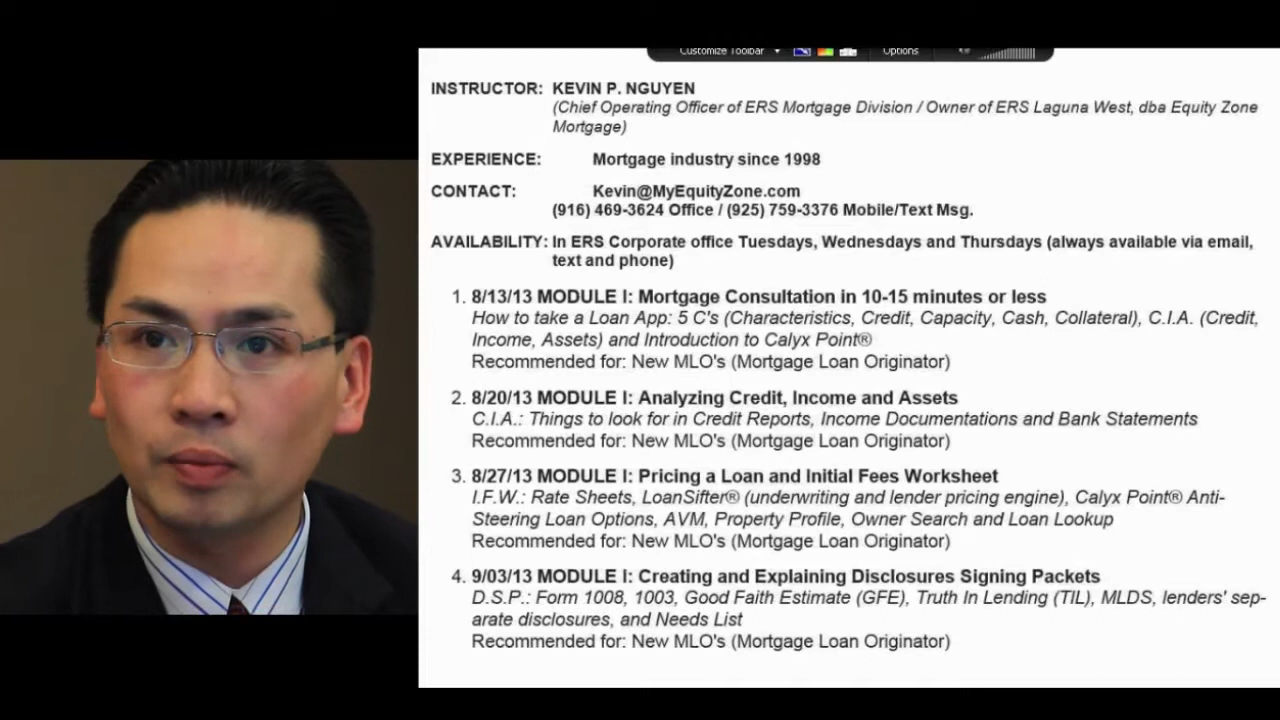 Customize Toolbar Options
INSTRUCTOR: KEVIN P. NGUYEN
(Chief Operating Officer of ERS Mortgage Division / Owner of ERS Laguna West, dba Equity Zone
Mortgage)
EXPERIENCE: Mortgage industry since 1998
CONTACT: Kevin@MyEquityZone.com
(916) 469-3624 Office / (925) 759-3376 Mobile/Text Msg.
AVAILABILITY: In ERS Corporate office Tuesdays, Wednesdays and Thursdays (always available via email,
text and phone)
1. 8/13/13 MODULE I: Mortgage Consultation in 10-15 minutes or less
How to take a Loan App: 5 C's (Characteristics, Credit, Capacity, Cash, Collateral), C.I.A. (Credit,
Income, Assets) and Introduction to Calyx Point®
Recommended for: New MLO's (Mortgage Loan Originator)
2. 8/20/13 MODULE I: Analyzing Credit, Income and Assets
C.I.A.: Things to look for in Credit Reports, Income Documentations and Bank Statements
Recommended for: New MLO's (Mortgage Loan Originator)
3. 8/27/13 MODULE I: Pricing a Loan and Initial Fees Worksheet
I.F.W.: Rate Sheets, LoanSifter® (underwriting and lender pricing engine), Calyx Point® Anti-
Steering Loan Options, AVM, Property Profile, Owner Search and Loan Lookup
Recommended for: New MLO's (Mortgage Loan Originator)
4. 9/03/13 MODULE I: Creating and Explaining Disclosures Signing Packets
D.S.P.: Form 1008, 1003, Good Faith Estimate (GFE), Truth In Lending (TIL), MLDS, lenders' sep-
arate disclosures, and Needs List
Recommended for: New MLO's (Mortgage Loan Originator)